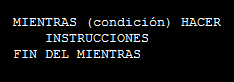 MIENTRAS (condición) HACER
INSTRUCCIONES
FIN DEL MIENTRAS